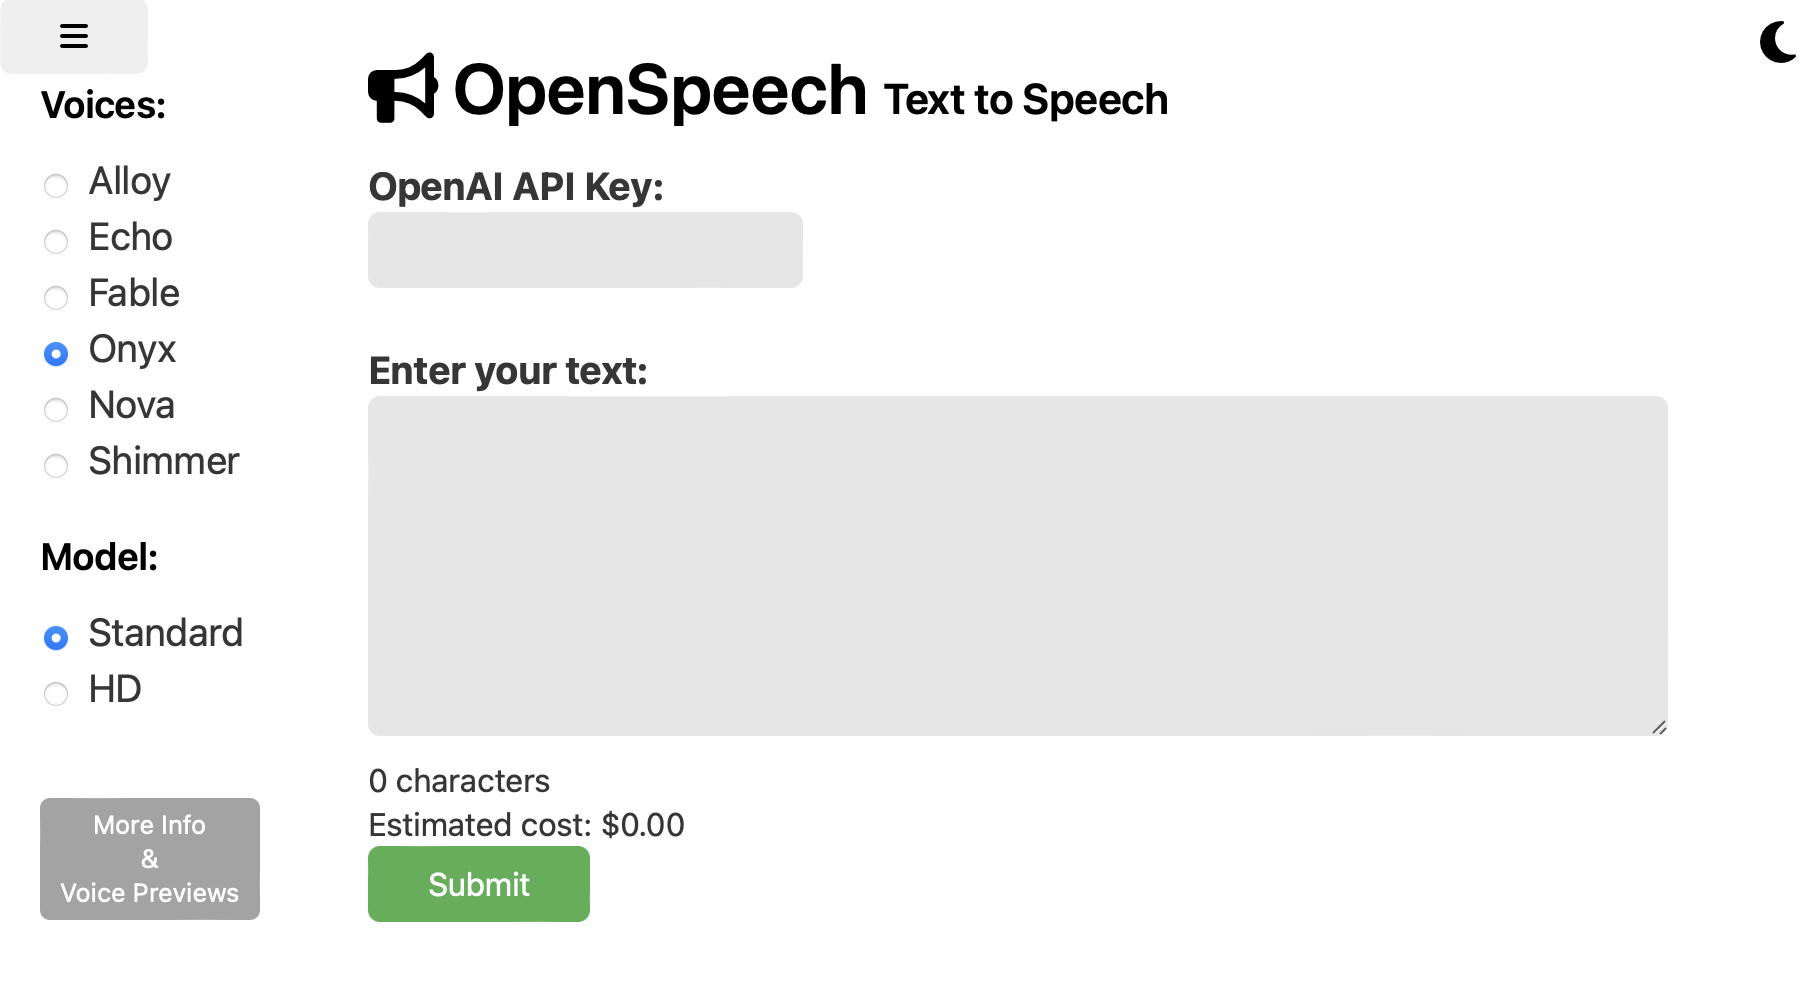 Voices:
Alloy
Echo
Fable
Onyx
Nova
Shimmer
Model:
Standard
HD
More Info
&
Voice Previews
OpenSpeech Text to Speech
OpenAI API Key:
Enter your text:
0 characters
Estimated cost: $0.00
Submit